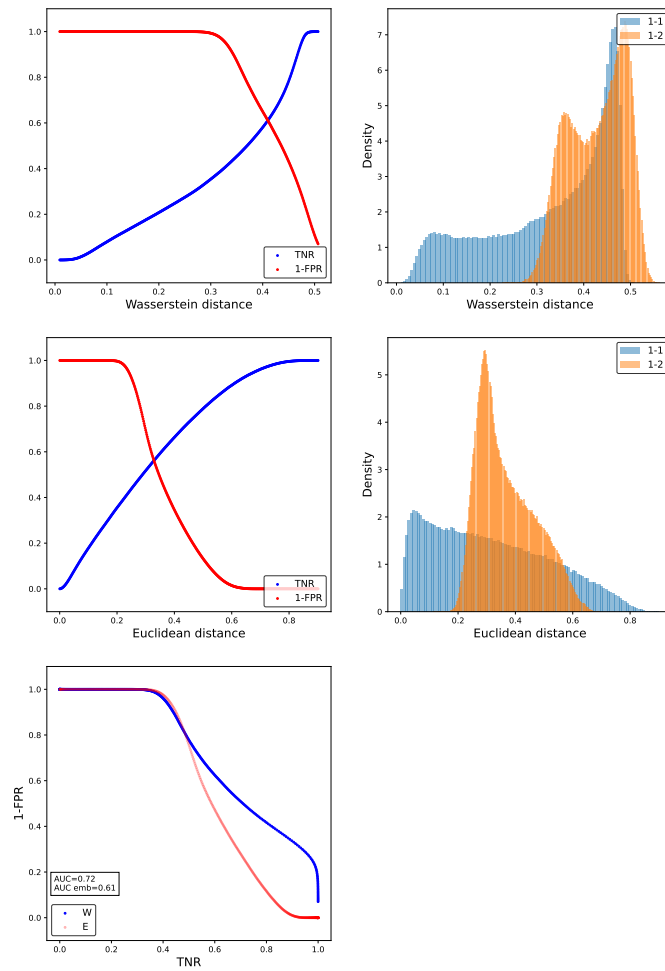 1.0
0.8
0.6
0.4
0.2
0.0
0.0 0.1 0.2 0.3 0.4 0.5
Wasserstein distance
TNR
1-FPR
7
6
5
4
3
2
1
0
Density
0.0 0.1 0.2 0.3 0.4 0.5
Wasserstein distance
1-1
1-2
1.0
0.8
0.6
0.4
0.2
0.0
0.0 0.2 0.4 0.6 0.8
Euclidean distance
TNR
1-FPR
5
4
3
2
1
0
Density
0.0 0.2 0.4 0.6 0.8
Euclidean distance
1-1
1-2
1.0
0.8
0.6
0.4
0.2
0.0
1-FPR
0.0 0.2 0.4 0.6 0.8 1.0
TNR
AUC=0.72
AUC emb=0.61
W
E